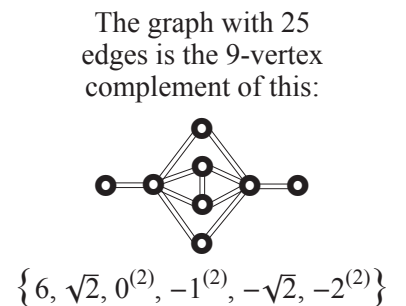 The graph with 25
edges is the 9-vertex
complement of this:
{6, √2, 0⁽²⁾, −1⁽²⁾, −√2, −2⁽²⁾}